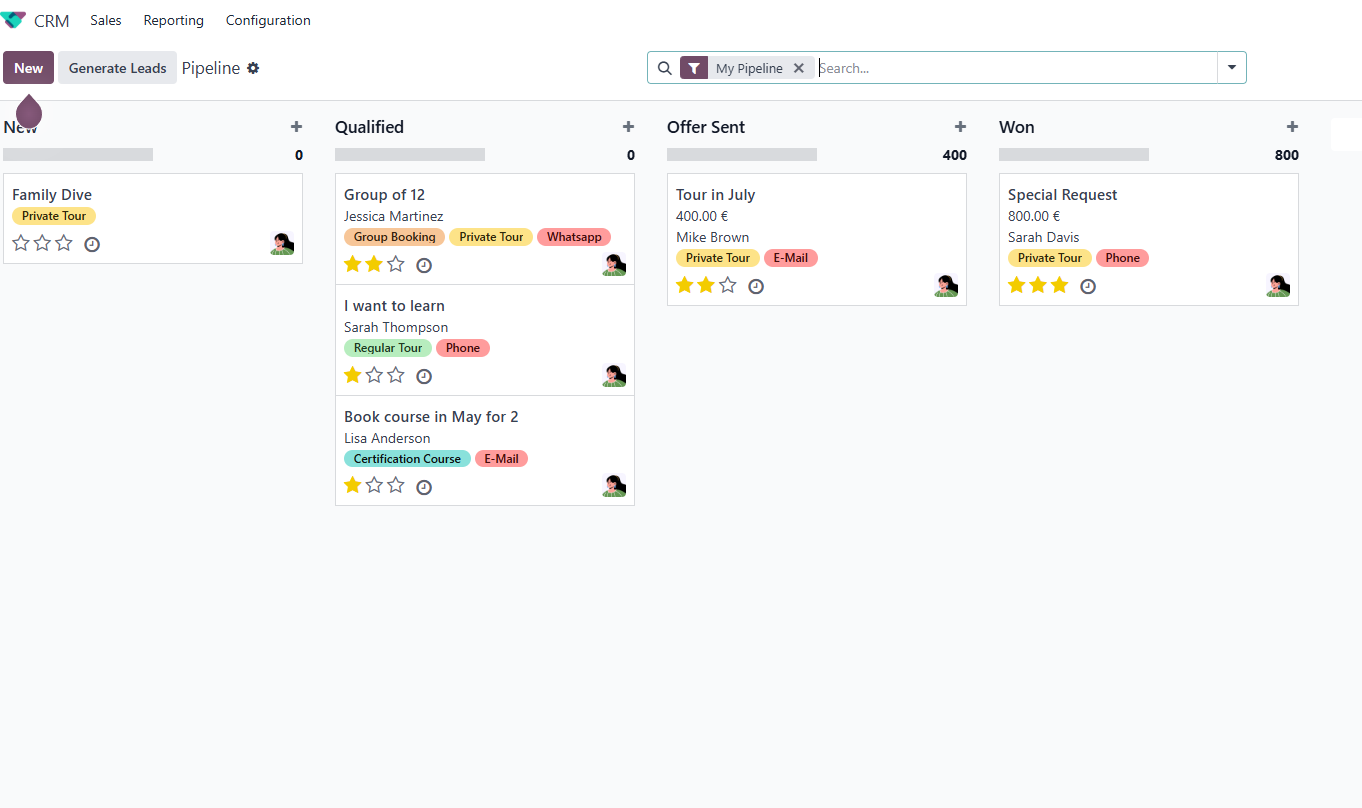 CRM Sales Reporting Configuration
New Generate Leads Pipeline My Pipeline Search...
New
0
Family Dive
Private Tour
Qualified
0
Group of 12
Jessica Martinez
Group Booking Private Tour Whatsapp
I want to learn
Sarah Thompson
Regular Tour Phone
Book course in May for 2
Lisa Anderson
Certification Course E-Mail
Offer Sent
400
Tour in July
400.00 €
Mike Brown
Private Tour E-Mail
Won
800
Special Request
800.00 €
Sarah Davis
Private Tour Phone